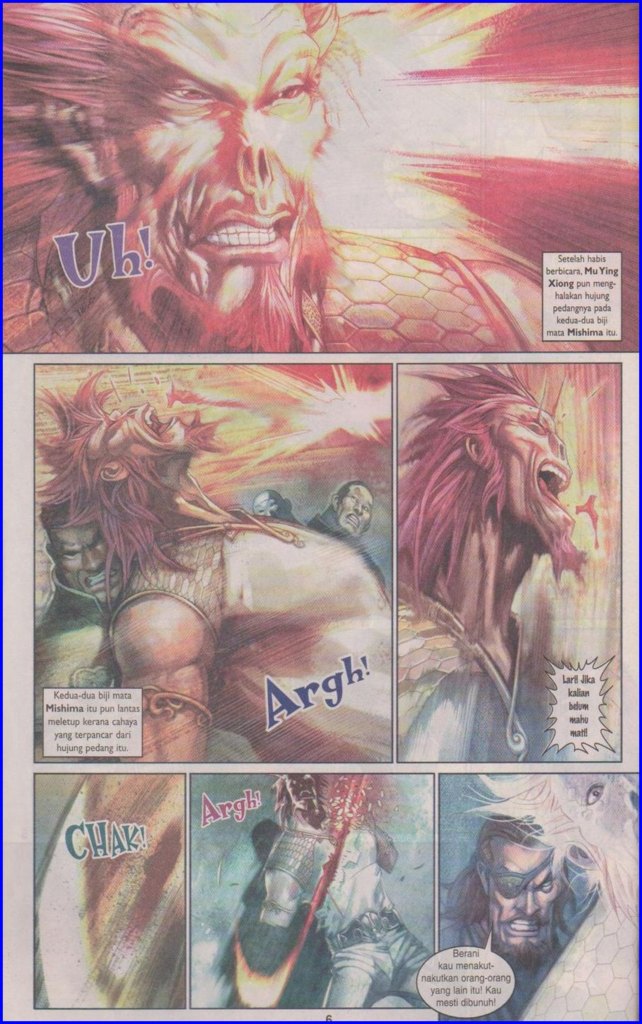 Uh!
Setelah habis
berbicara, Mu Ying
Xiong pun meng-
halakan hujung
pedangnya pada
kedua-dua biji
mata Mishima itu.
Kedua-dua biji mata
Mishima itu pun lantas
meletup kerana cahaya
yang terpancar dari
hujung pedang itu.
Argh!
Lari! Jika
kalian
belum
mahu
mati!
CHAK!
Argh!
Berani
kau menakut-
nakutkan orang-orang
yang lain itu! Kau
mesti dibunuh!
6